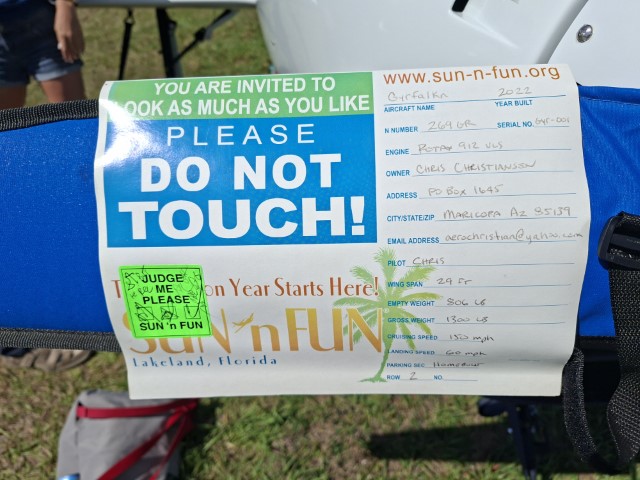 YOU ARE INVITED TO
LOOK AS MUCH AS YOU LIKE
PLEASE
DO NOT
TOUCH!
on Year Starts Here!
SUN 'n FUN
Lakeland, Florida
JUDGE
ME
PLEASE
SUN 'n FUN
www.sun-n-fun.org
Gyrfalkn 2022
AIRCRAFT NAME YEAR BUILT
N NUMBER SERIAL NO. GYR-001
ENGINE ROTAX 912 ULS
OWNER CHRIS CHRISTIANSON
ADDRESS PO BOX 1645
CITY/STATE/ZIP MARICOPA AZ 85139
EMAIL ADDRESS aerochristian@yahoo.com
PILOT CHRIS
WING SPAN 29 FT
EMPTY WEIGHT 806 LB
GROSS WEIGHT 1300 LB
CRUISING SPEED 150 mph
LANDING SPEED 60 mph
PARKING SEC HOMEBUILT
ROW 2 NO.